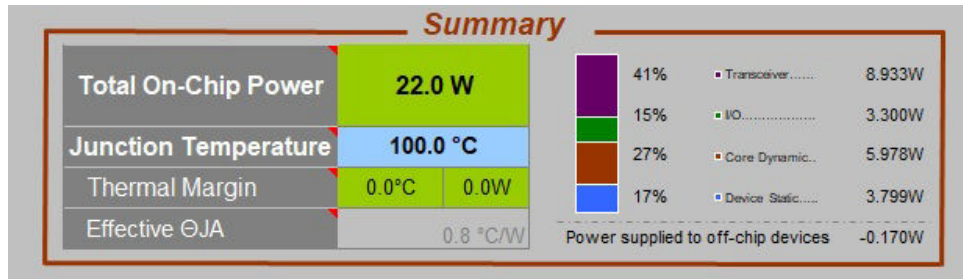 Summary
Total On-Chip Power 22.0 W
Junction Temperature 100.0 °C
Thermal Margin 0.0°C 0.0W
Effective ΘJA 0.8 °C/W
41% Transceiver...... 8.933W
15% I/O.................. 3.300W
27% Core Dynamic.. 5.978W
17% Device Static..... 3.799W
Power supplied to off-chip devices -0.170W